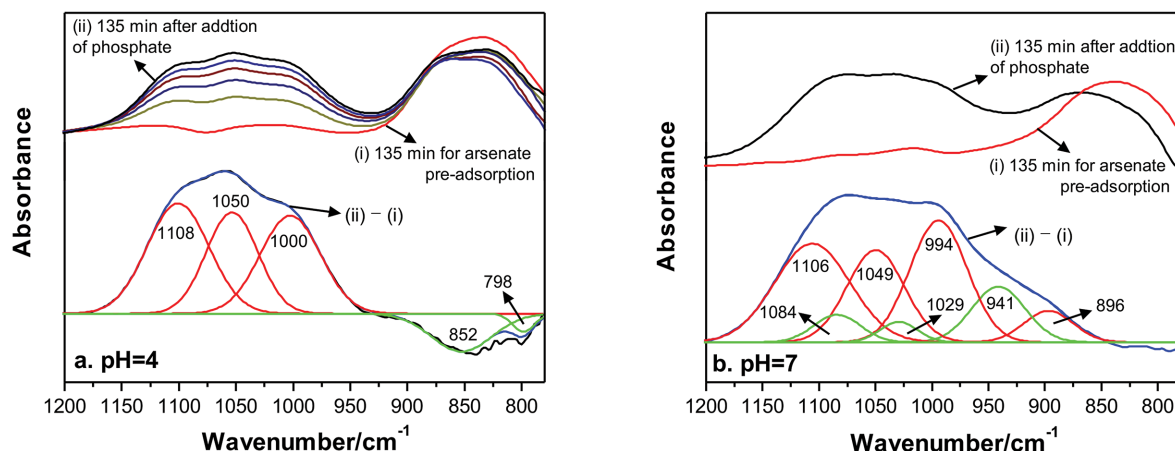 (ii) 135 min after addtion
of phosphate
(i) 135 min for arsenate
pre-adsorption
1050
1108
1000
(ii) – (i)
798
852
a. pH=4
Absorbance
1200 1150 1100 1050 1000 950 900 850 800
Wavenumber/cm-1
(ii) 135 min after addtion
of phosphate
(i) 135 min for arsenate
pre-adsorption
(ii) – (i)
994
1106
1049
1084
1029
941
896
b. pH=7
Absorbance
1200 1150 1100 1050 1000 950 900 850 800
Wavenumber/cm-1